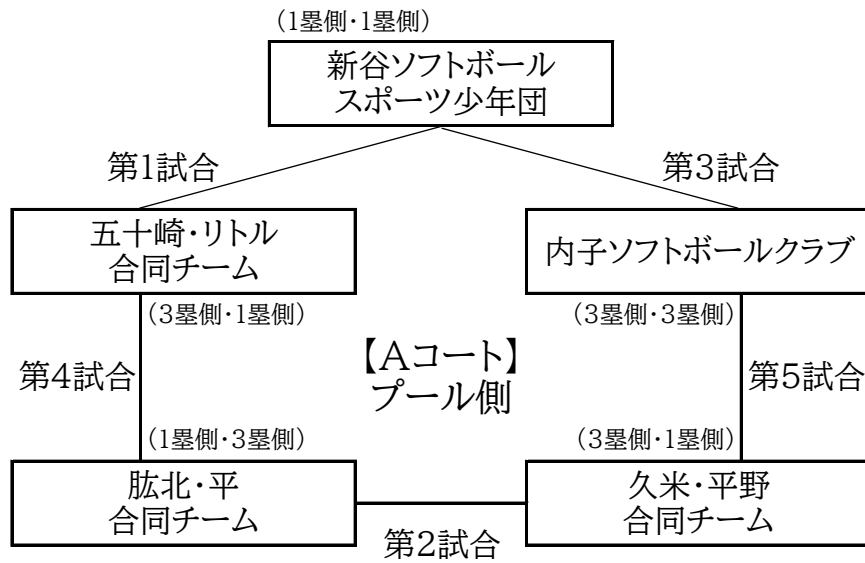 (1塁側・1塁側)
新谷ソフトボール
スポーツ少年団
第1試合
第3試合
五十崎・リトル
合同チーム
内子ソフトボールクラブ
(3塁側・1塁側)
(3塁側・3塁側)
【Aコート】
プール側
第4試合
第5試合
(1塁側・3塁側)
(3塁側・1塁側)
肱北・平
合同チーム
久米・平野
合同チーム
第2試合